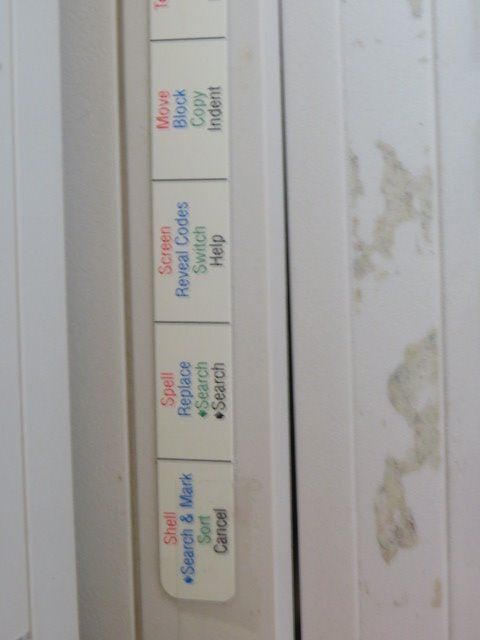 Shell
Search & Mark
Sort
Cancel
Spell
Replace
Search
Search
Screen
Reveal Codes
Switch
Help
Move
Block
Copy
Indent